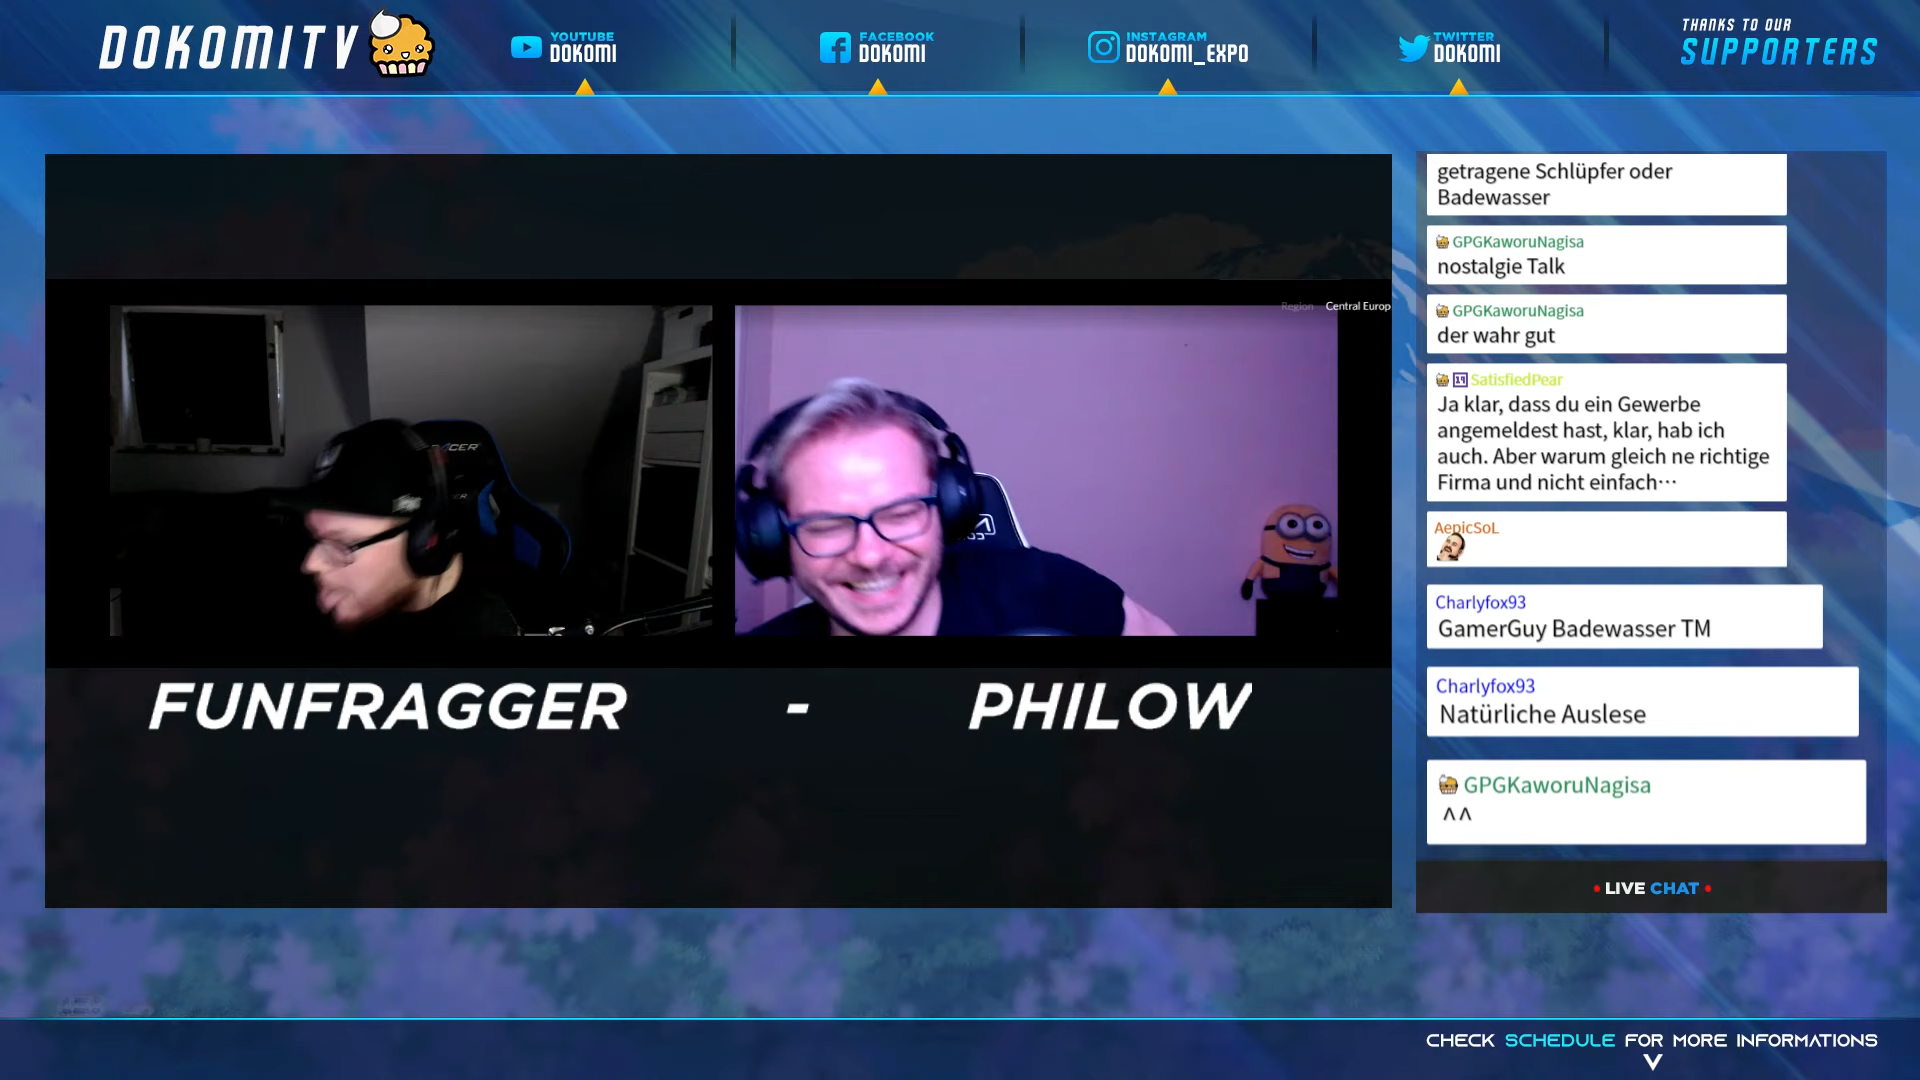 DOKOMITV
YOUTUBE
DOKOMI
FACEBOOK
DOKOMI
INSTAGRAM
DOKOMI_EXPO
TWITTER
DOKOMI
THANKS TO OUR
SUPPORTERS
Region Central Europ
FUNFRAGGER - PHILOW
getragene Schlüpfer oder
Badewasser
GPGKaworuNagisa
nostalgie Talk
GPGKaworuNagisa
der wahr gut
19 SatisfiedPear
Ja klar, dass du ein Gewerbe
angemeldest hast, klar, hab ich
auch. Aber warum gleich ne richtige
Firma und nicht einfach…
AepicSoL
Charlyfox93
GamerGuy Badewasser TM
Charlyfox93
Natürliche Auslese
GPGKaworuNagisa
^^
• LIVE CHAT •
CHECK SCHEDULE FOR MORE INFORMATIONS